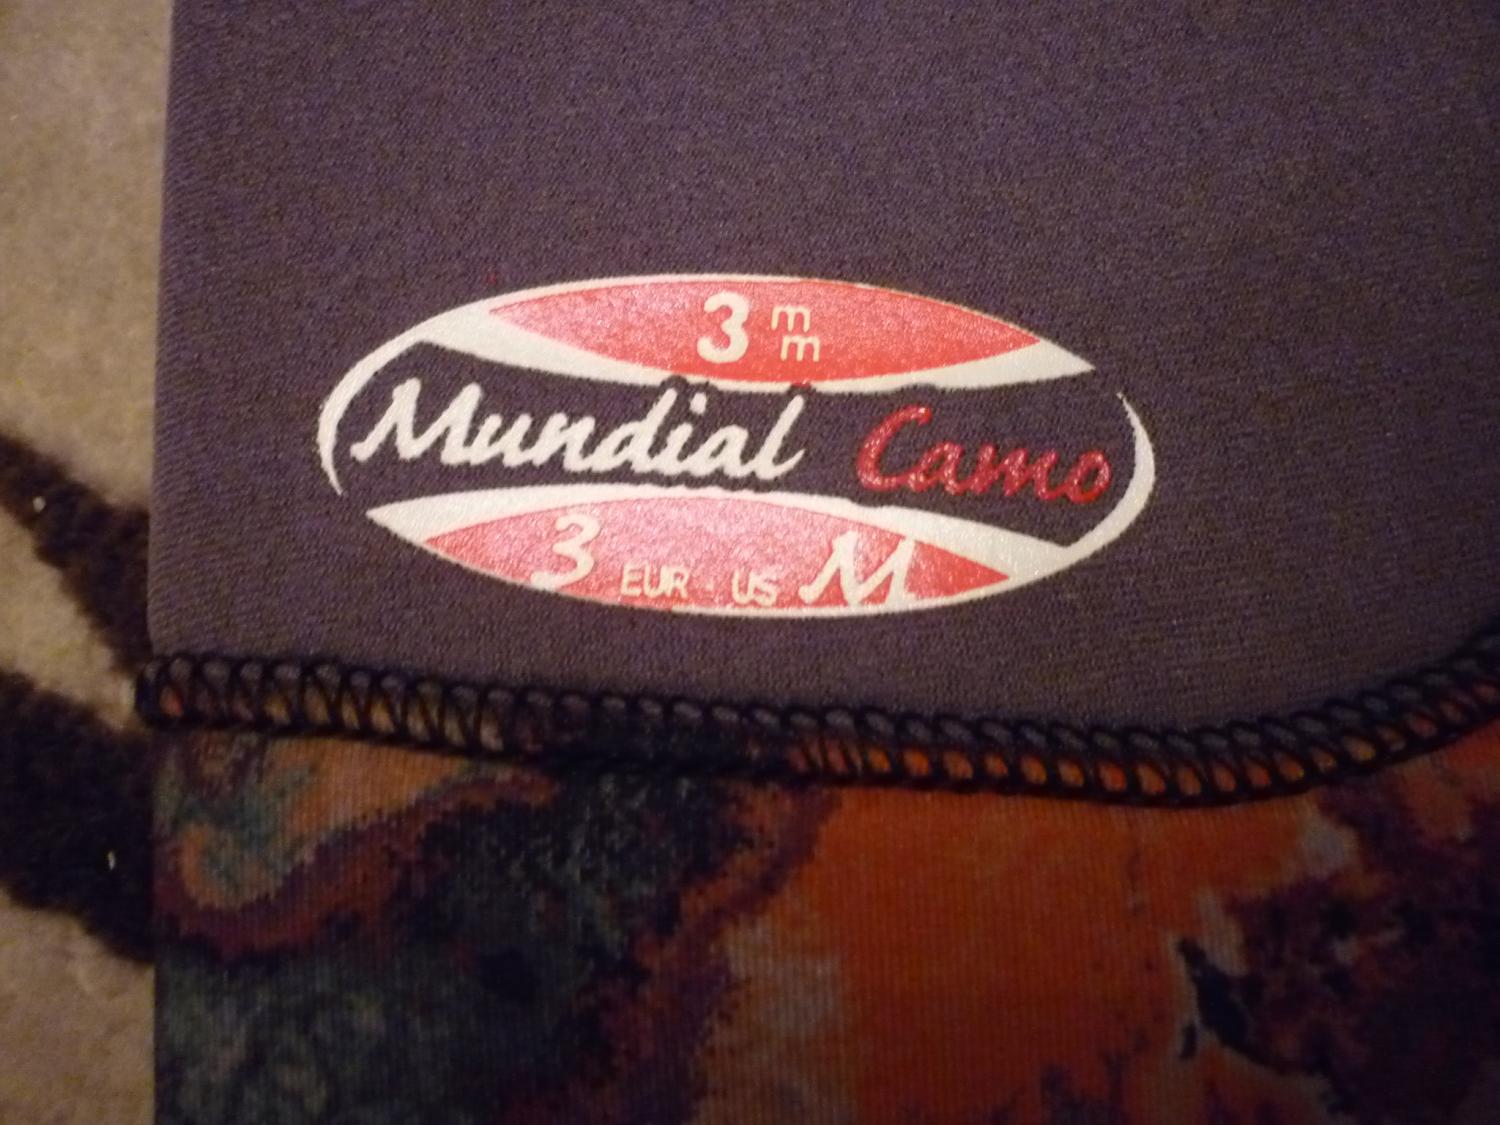 3 mm
Mundial Camo
3 EUR - US M